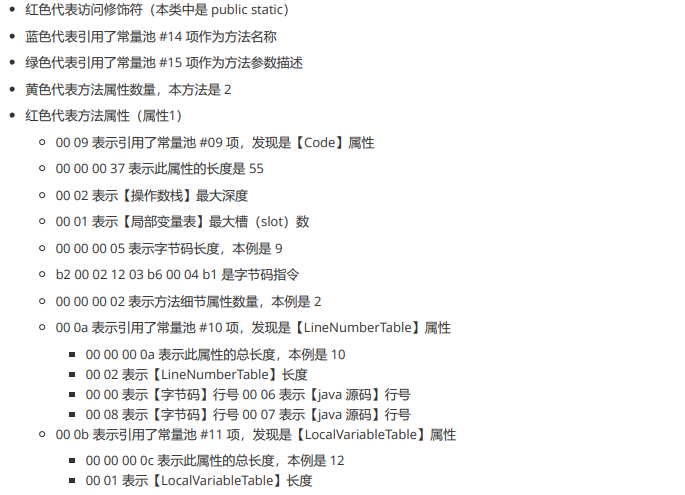 红色代表访问修饰符（本类中是 public static）
蓝色代表引用了常量池 #14 项作为方法名称
绿色代表引用了常量池 #15 项作为方法参数描述
黄色代表方法属性数量，本方法是 2
红色代表方法属性（属性1）
00 09 表示引用了常量池 #09 项，发现是【Code】属性
00 00 00 37 表示此属性的长度是 55
00 02 表示【操作数栈】最大深度
00 01 表示【局部变量表】最大槽（slot）数
00 00 00 05 表示字节码长度，本例是 9
b2 00 02 12 03 b6 00 04 b1 是字节码指令
00 00 00 02 表示方法细节属性数量，本例是 2
00 0a 表示引用了常量池 #10 项，发现是【LineNumberTable】属性
00 00 00 0a 表示此属性的总长度，本例是 10
00 02 表示【LineNumberTable】长度
00 00 表示【字节码】行号 00 06 表示【java 源码】行号
00 08 表示【字节码】行号 00 07 表示【java 源码】行号
00 0b 表示引用了常量池 #11 项，发现是【LocalVariableTable】属性
00 00 00 0c 表示此属性的总长度，本例是 12
00 01 表示【LocalVariableTable】长度